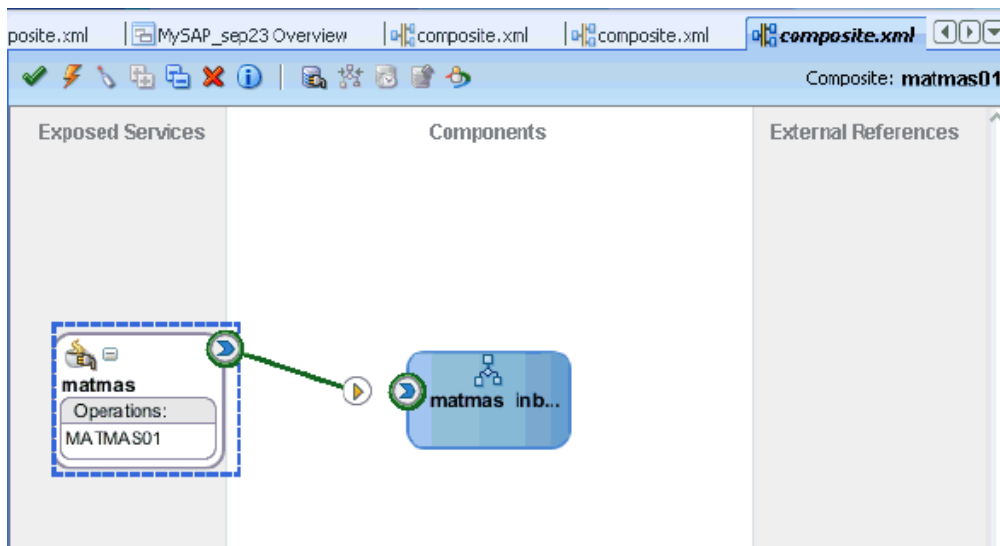 posite.xml MySAP_sep23 Overview composite.xml composite.xml composite.xml
Composite: matmas01
Exposed Services Components External References
matmas
Operations:
MATMAS01
matmas inb...